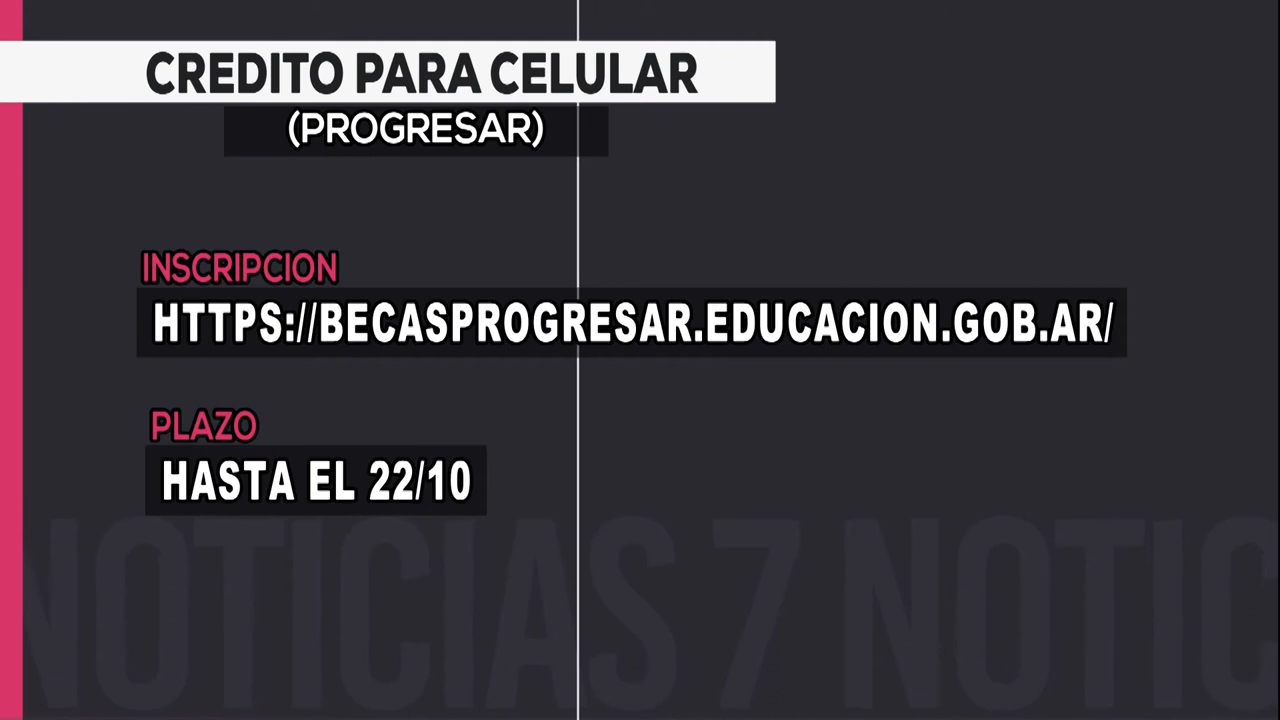 CREDITO PARA CELULAR
(PROGRESAR)
INSCRIPCION
HTTPS://BECASPROGRESAR.EDUCACION.GOB.AR/
PLAZO
HASTA EL 22/10
NOTICIAS 7 NOTIC